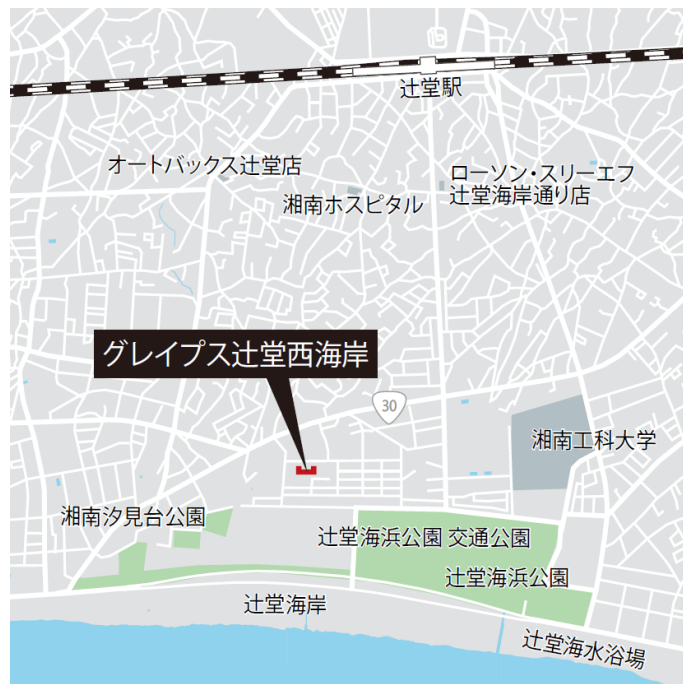 辻堂駅
オートバックス辻堂店
ローソン・スリーエフ
辻堂海岸通り店
湘南ホスピタル
グレイプス辻堂西海岸
30
湘南工科大学
湘南汐見台公園
辻堂海浜公園 交通公園
辻堂海浜公園
辻堂海岸
辻堂海水浴場